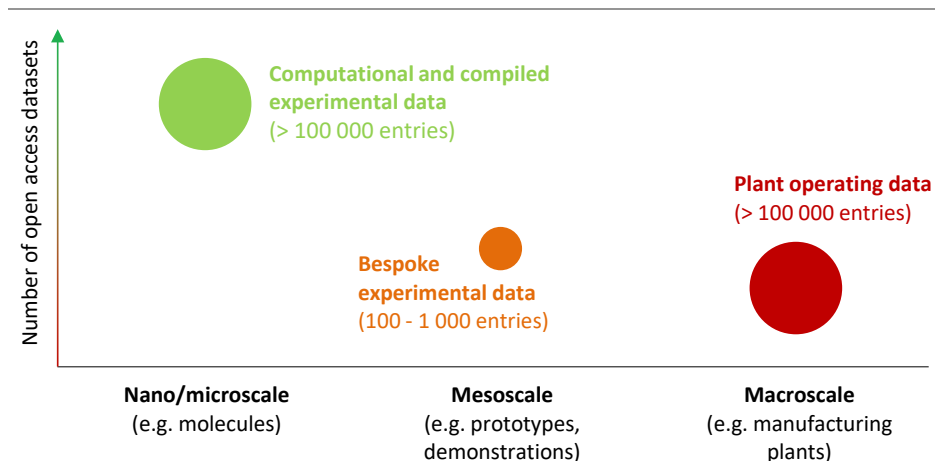 Number of open access datasets
Computational and compiled
experimental data
(> 100 000 entries)
Plant operating data
(> 100 000 entries)
Bespoke
experimental data
(100 - 1 000 entries)
Nano/microscale
(e.g. molecules)
Mesoscale
(e.g. prototypes,
demonstrations)
Macroscale
(e.g. manufacturing
plants)